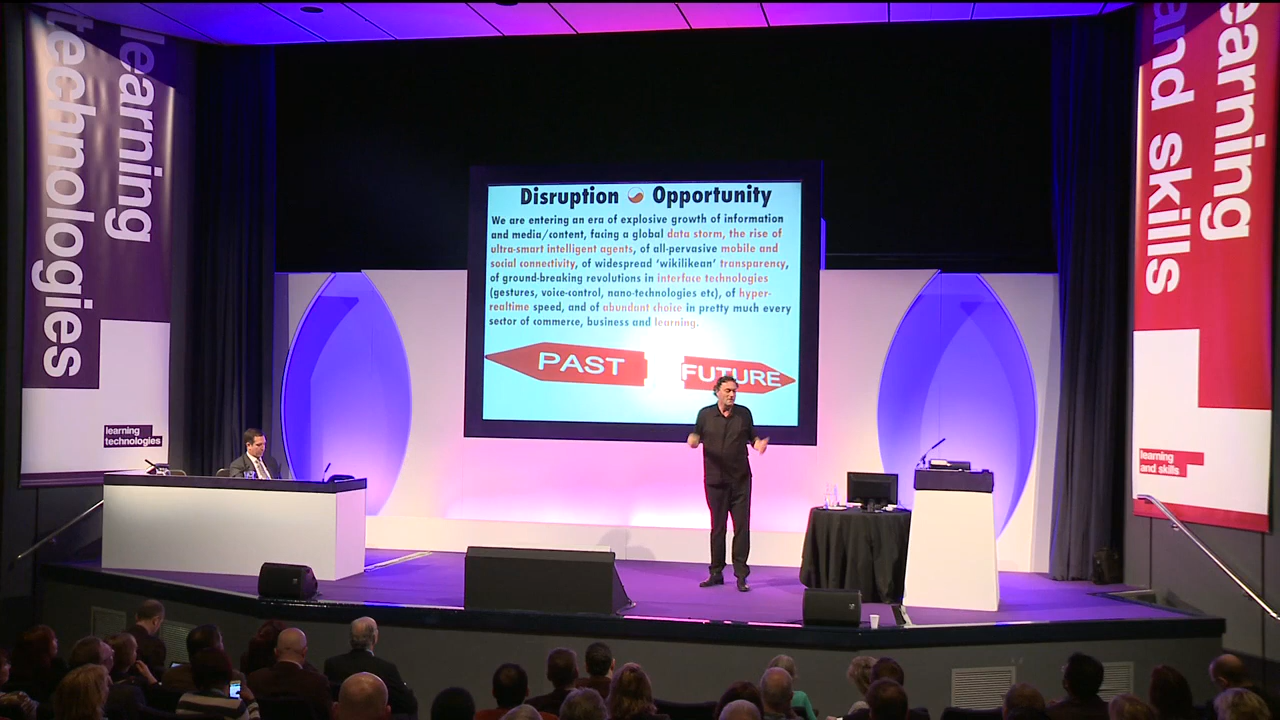 learning
technologies
learning
technologies
Disruption Opportunity
We are entering an era of explosive growth of information
and media/content, facing a global data storm, the rise of
ultra-smart intelligent agents, of all-pervasive mobile and
social connectivity, of widespread 'wikilikean' transparency,
of ground-breaking revolutions in interface technologies
(gestures, voice-control, nano-technologies etc), of hyper-
realtime speed, and of abundant choice in pretty much every
sector of commerce, business and learning.
PAST
FUTURE
earning
and skills
learning
and skills